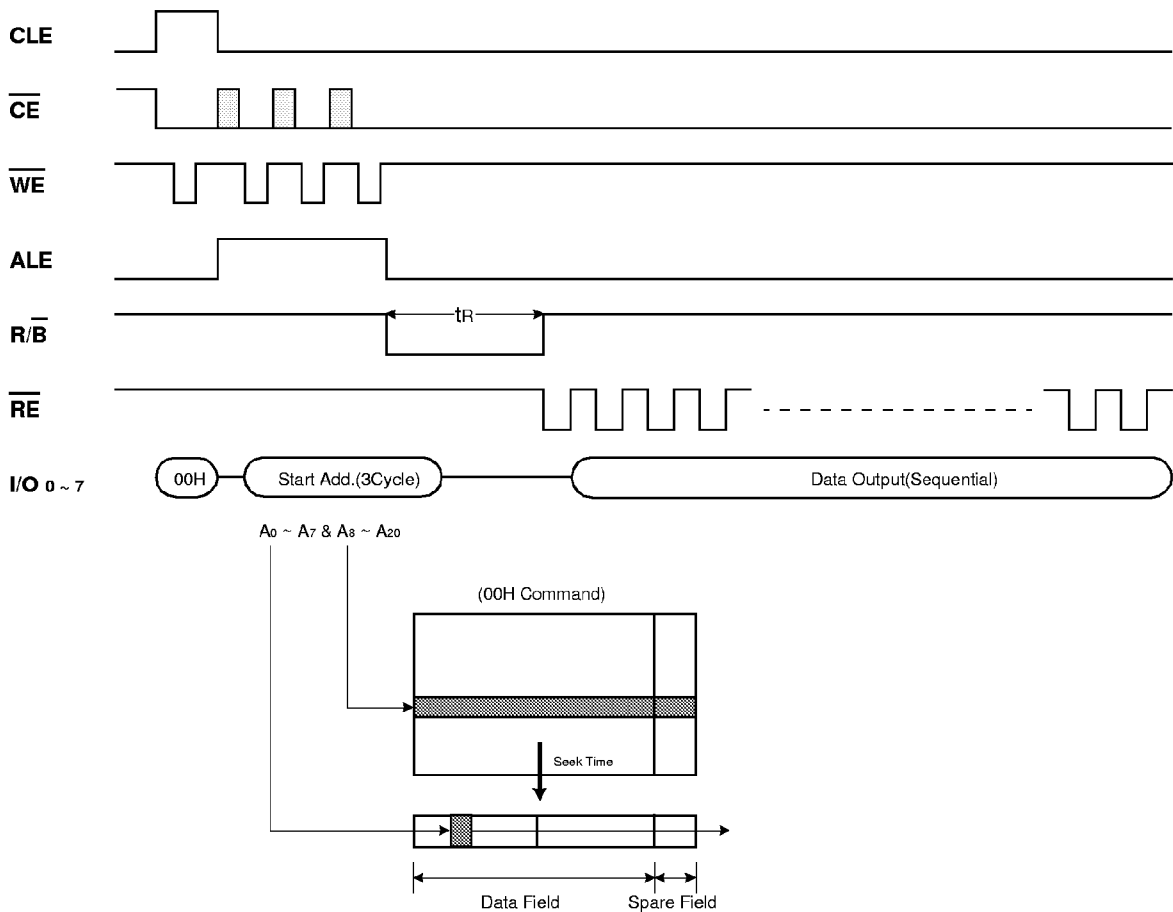 CLE
CE
WE
ALE
R/B
tR
RE
I/O 0 ~ 7
00H
Start Add.(3Cycle)
Data Output(Sequential)
A0 ~ A7 & A8 ~ A20
(00H Command)
Seek Time
Data Field
Spare Field